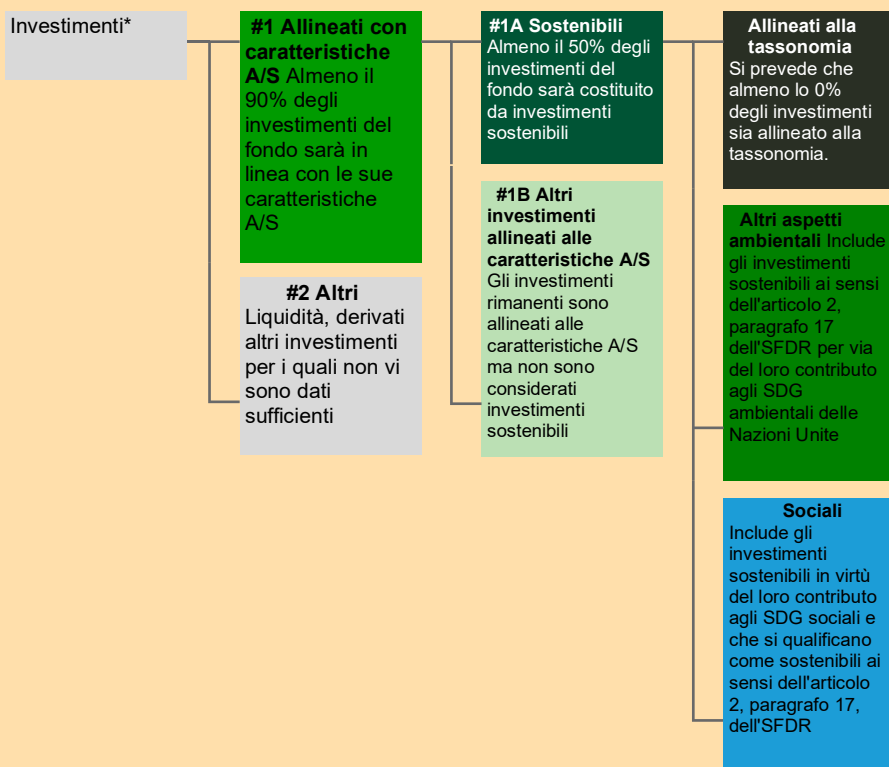 Investimenti*
#1 Allineati con
caratteristiche
A/S Almeno il
90% degli
investimenti del
fondo sarà in
linea con le sue
caratteristiche
A/S
#2 Altri
Liquidità, derivati
altri investimenti
per i quali non vi
sono dati
sufficienti
#1A Sostenibili
Almeno il 50% degli
investimenti del
fondo sarà costituito
da investimenti
sostenibili
#1B Altri
investimenti
allineati alle
caratteristiche A/S
Gli investimenti
rimanenti sono
allineati alle
caratteristiche A/S
ma non sono
considerati
investimenti
sostenibili
Allineati alla
tassonomia
Si prevede che
almeno lo 0%
degli investimenti
sia allineato alla
tassonomia.
Altri aspetti
ambientali Include
gli investimenti
sostenibili ai sensi
dell'articolo 2,
paragrafo 17
dell'SFDR per via
del loro contributo
agli SDG
ambientali delle
Nazioni Unite
Sociali
Include gli
investimenti
sostenibili in virtù
del loro contributo
agli SDG sociali e
che si qualificano
come sostenibili ai
sensi dell'articolo
2, paragrafo 17,
dell'SFDR